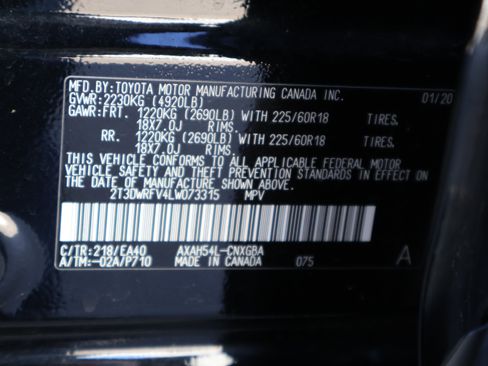 MFD.BY:TOYOTA MOTOR MANUFACTURING CANADA INC. 01/20
GVWR:2230KG (4920LB)
GAWR:FRT. 1220KG (2690LB) WITH 225/60R18 TIRES.
18X7.0J RIMS.
RR. 1220KG (2690LB) WITH 225/60R18 TIRES.
18X7.0J RIMS.
THIS VEHICLE CONFORMS TO ALL APPLICABLE FEDERAL MOTOR
VEHICLE SAFETY AND THEFT PREVENTION STANDARDS IN EFFECT
ON THE DATE OF MANUFACTURE SHOWN ABOVE.
2T3DWRFV4LW073315 MPV
C/TR:218/EA40 AXAH54L-CNXGBA
A/TM:-02A/P710 MADE IN CANADA 075 A